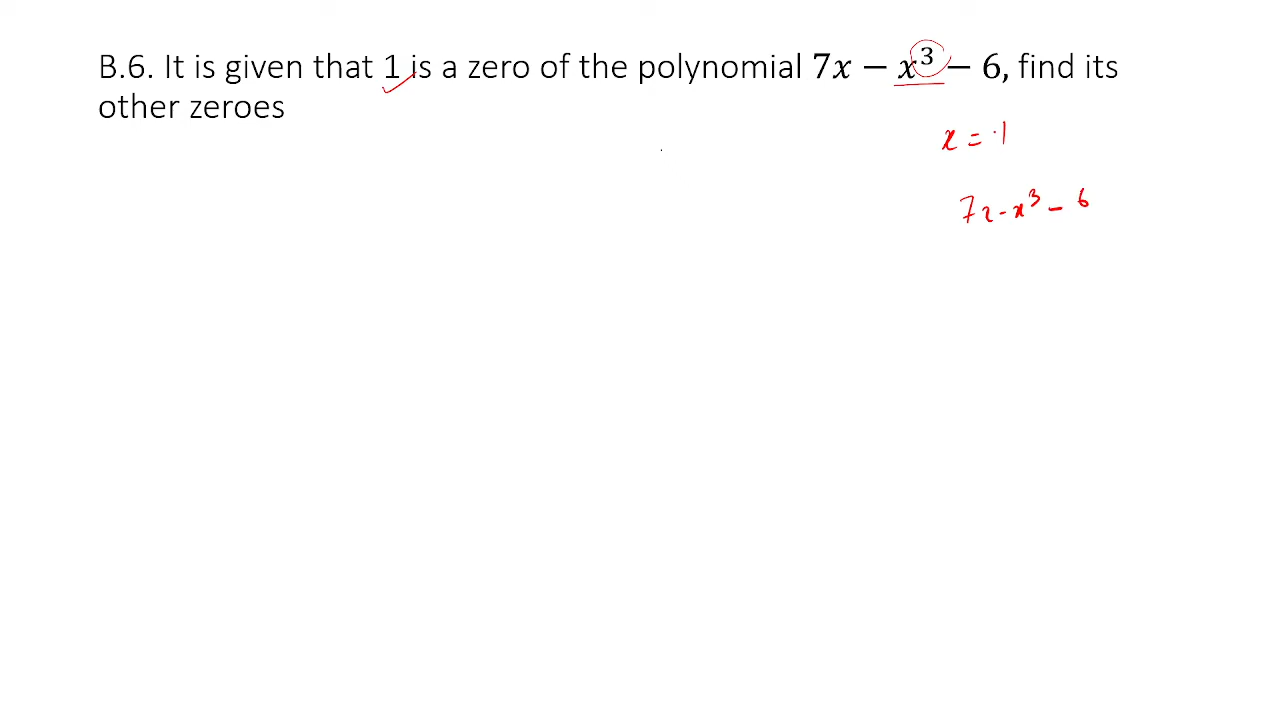 B.6. It is given that 1 is a zero of the polynomial 7x − x³ − 6, find its
other zeroes
x = 1
7x - x³ - 6